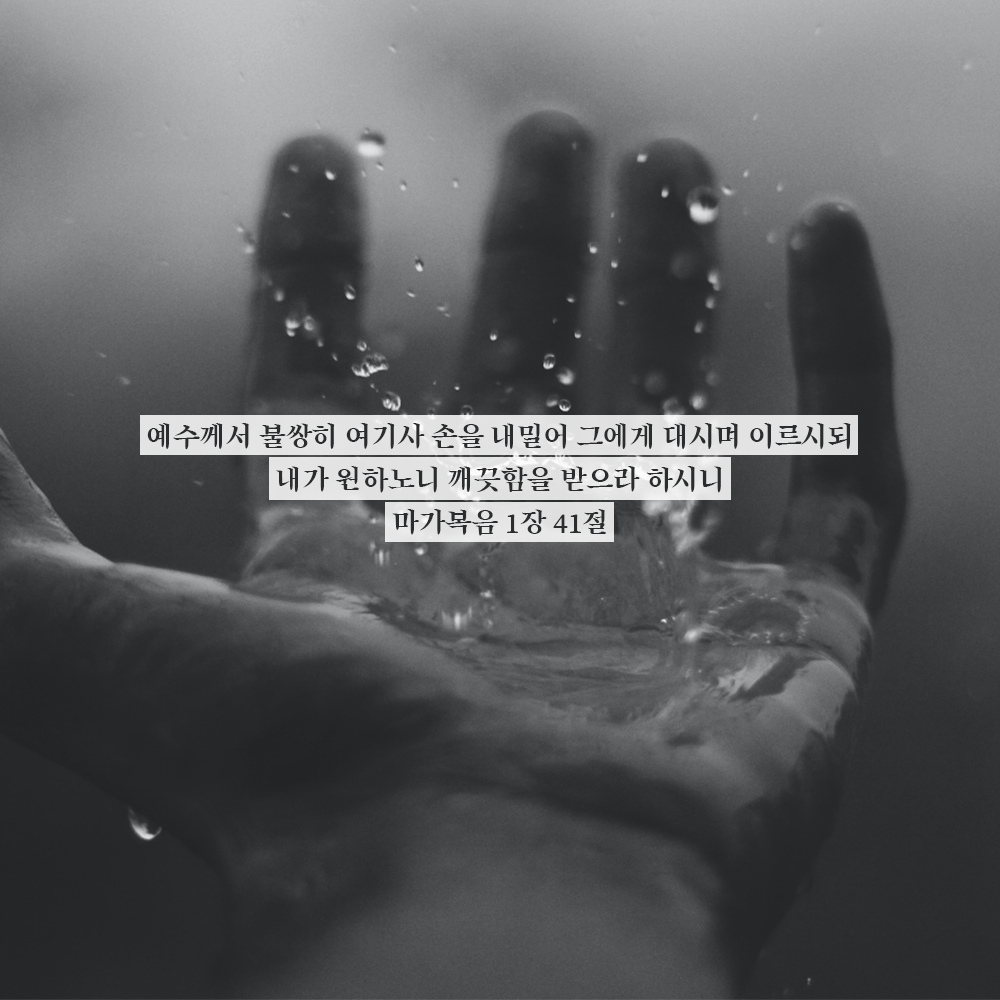 예수께서 불쌍히 여기사 손을 내밀어 그에게 대시며 이르시되
내가 원하노니 깨끗함을 받으라 하시니
마가복음 1장 41절